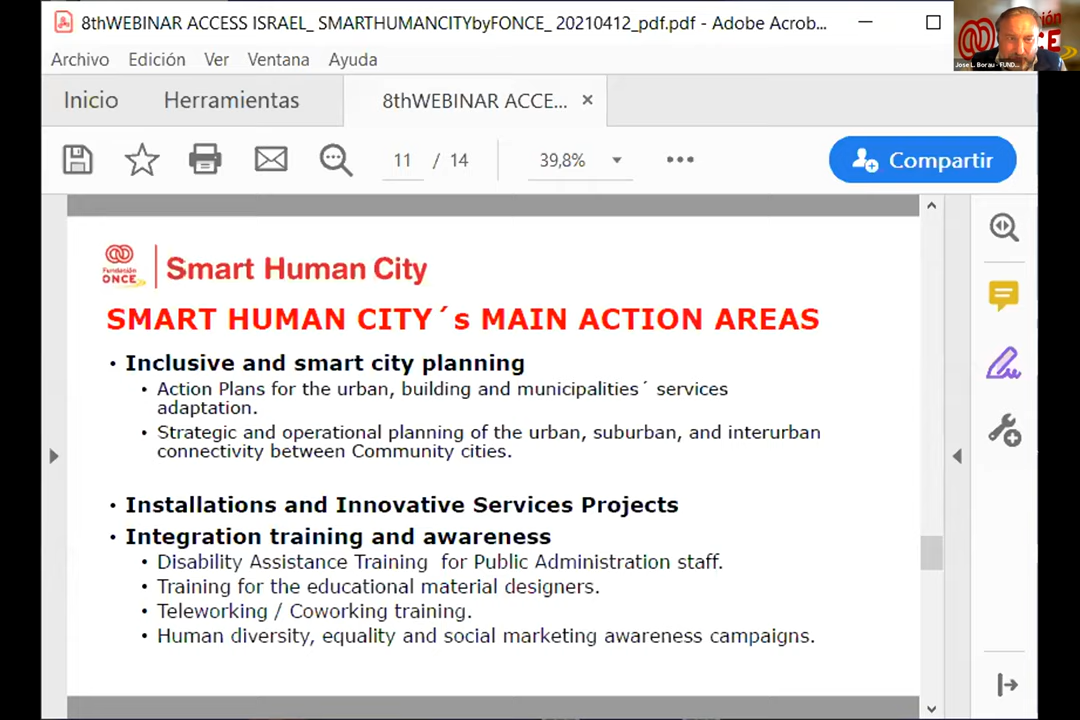 8thWEBINAR ACCESS ISRAEL_ SMARTHUMANCITYbyFONCE_ 20210412_pdf.pdf - Adobe Acrob...
Jose L. Borau - FUND...
Archivo Edición Ver Ventana Ayuda
Inicio Herramientas 8thWEBINAR ACCE... ×
11 / 14 39,8% Compartir
Fundación
ONCE
Smart Human City
SMART HUMAN CITY´s MAIN ACTION AREAS
• Inclusive and smart city planning
• Action Plans for the urban, building and municipalities´ services
adaptation.
• Strategic and operational planning of the urban, suburban, and interurban
connectivity between Community cities.
• Installations and Innovative Services Projects
• Integration training and awareness
• Disability Assistance Training for Public Administration staff.
• Training for the educational material designers.
• Teleworking / Coworking training.
• Human diversity, equality and social marketing awareness campaigns.